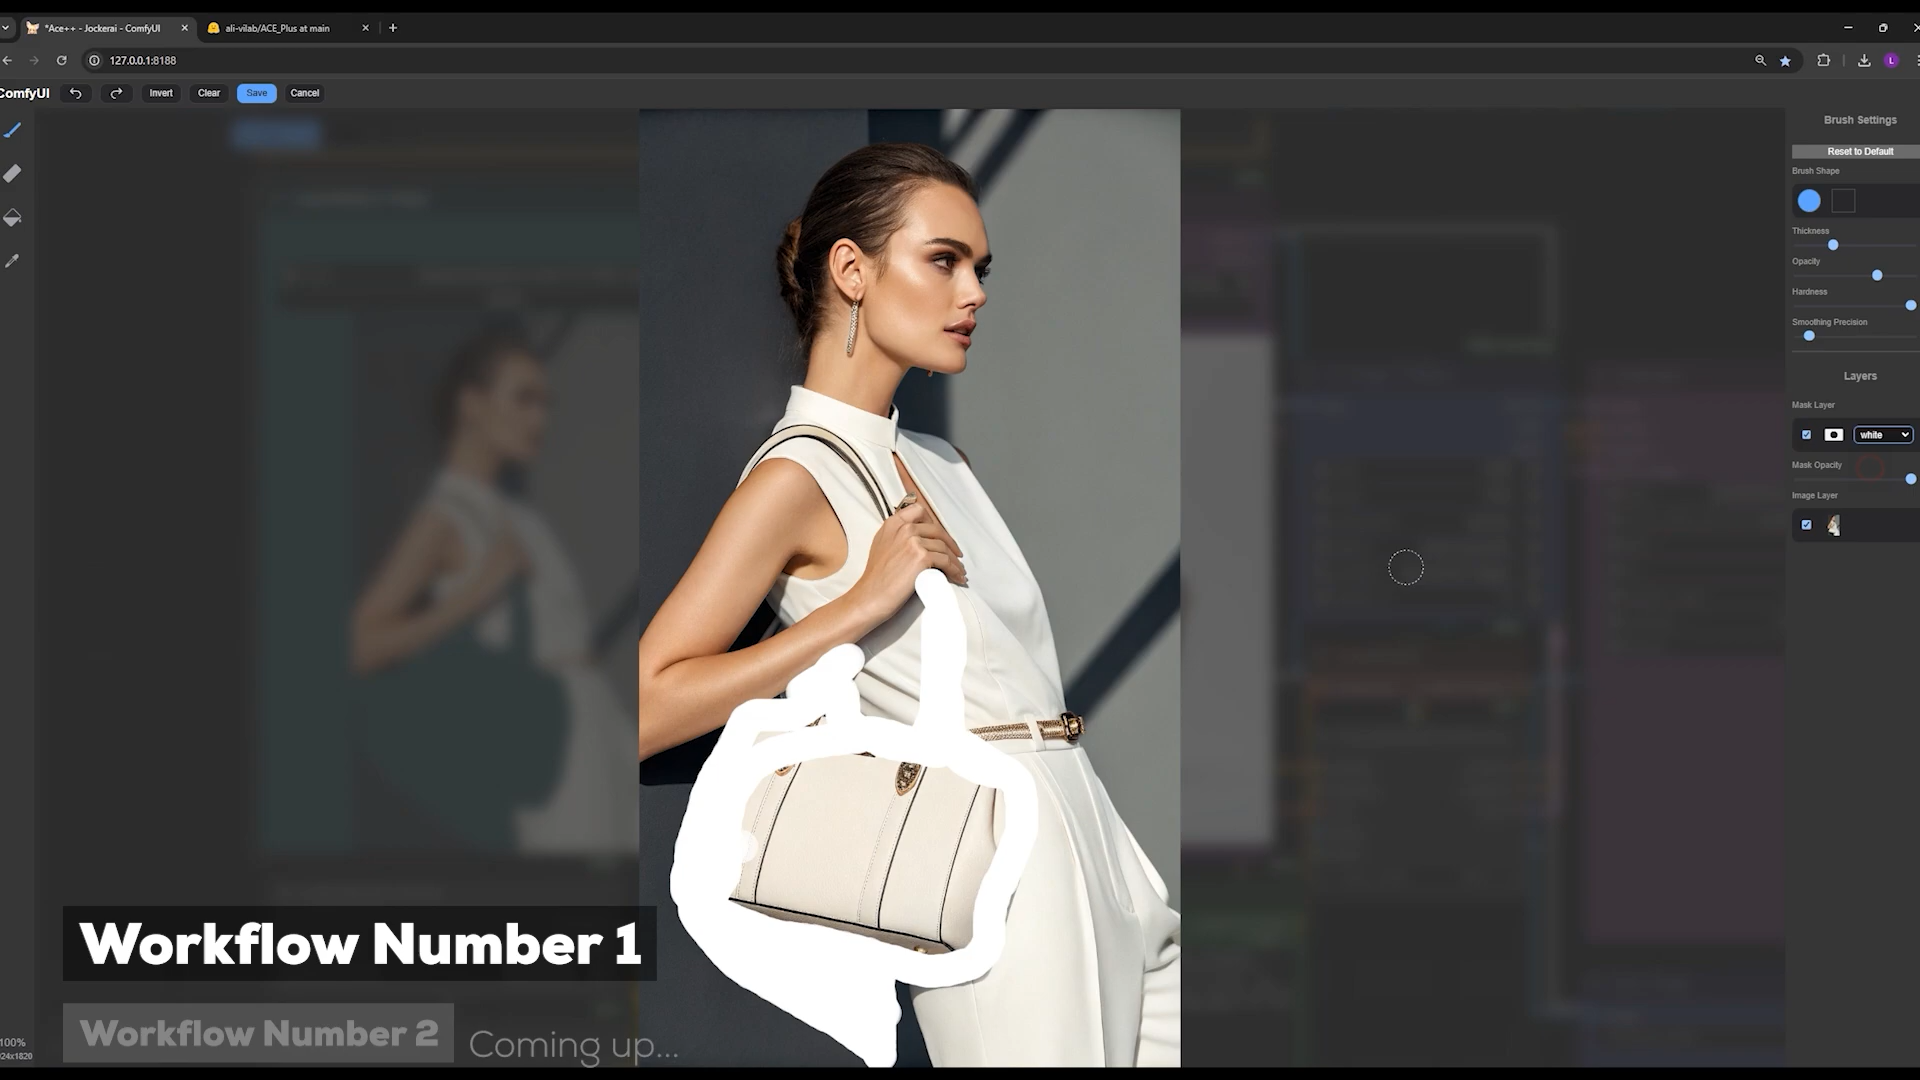 *Ace++ - Jockerai - ComfyUI
ali-vilab/ACE_Plus at main
127.0.0.1:8188
L
ComfyUI
Invert
Clear
Save
Cancel
Brush Settings
Reset to Default
Brush Shape
Thickness
Opacity
Hardness
Smoothing Precision
Layers
Mask Layer
white
Mask Opacity
Image Layer
Workflow Number 1
Workflow Number 2
Coming up...
100%
24x1820